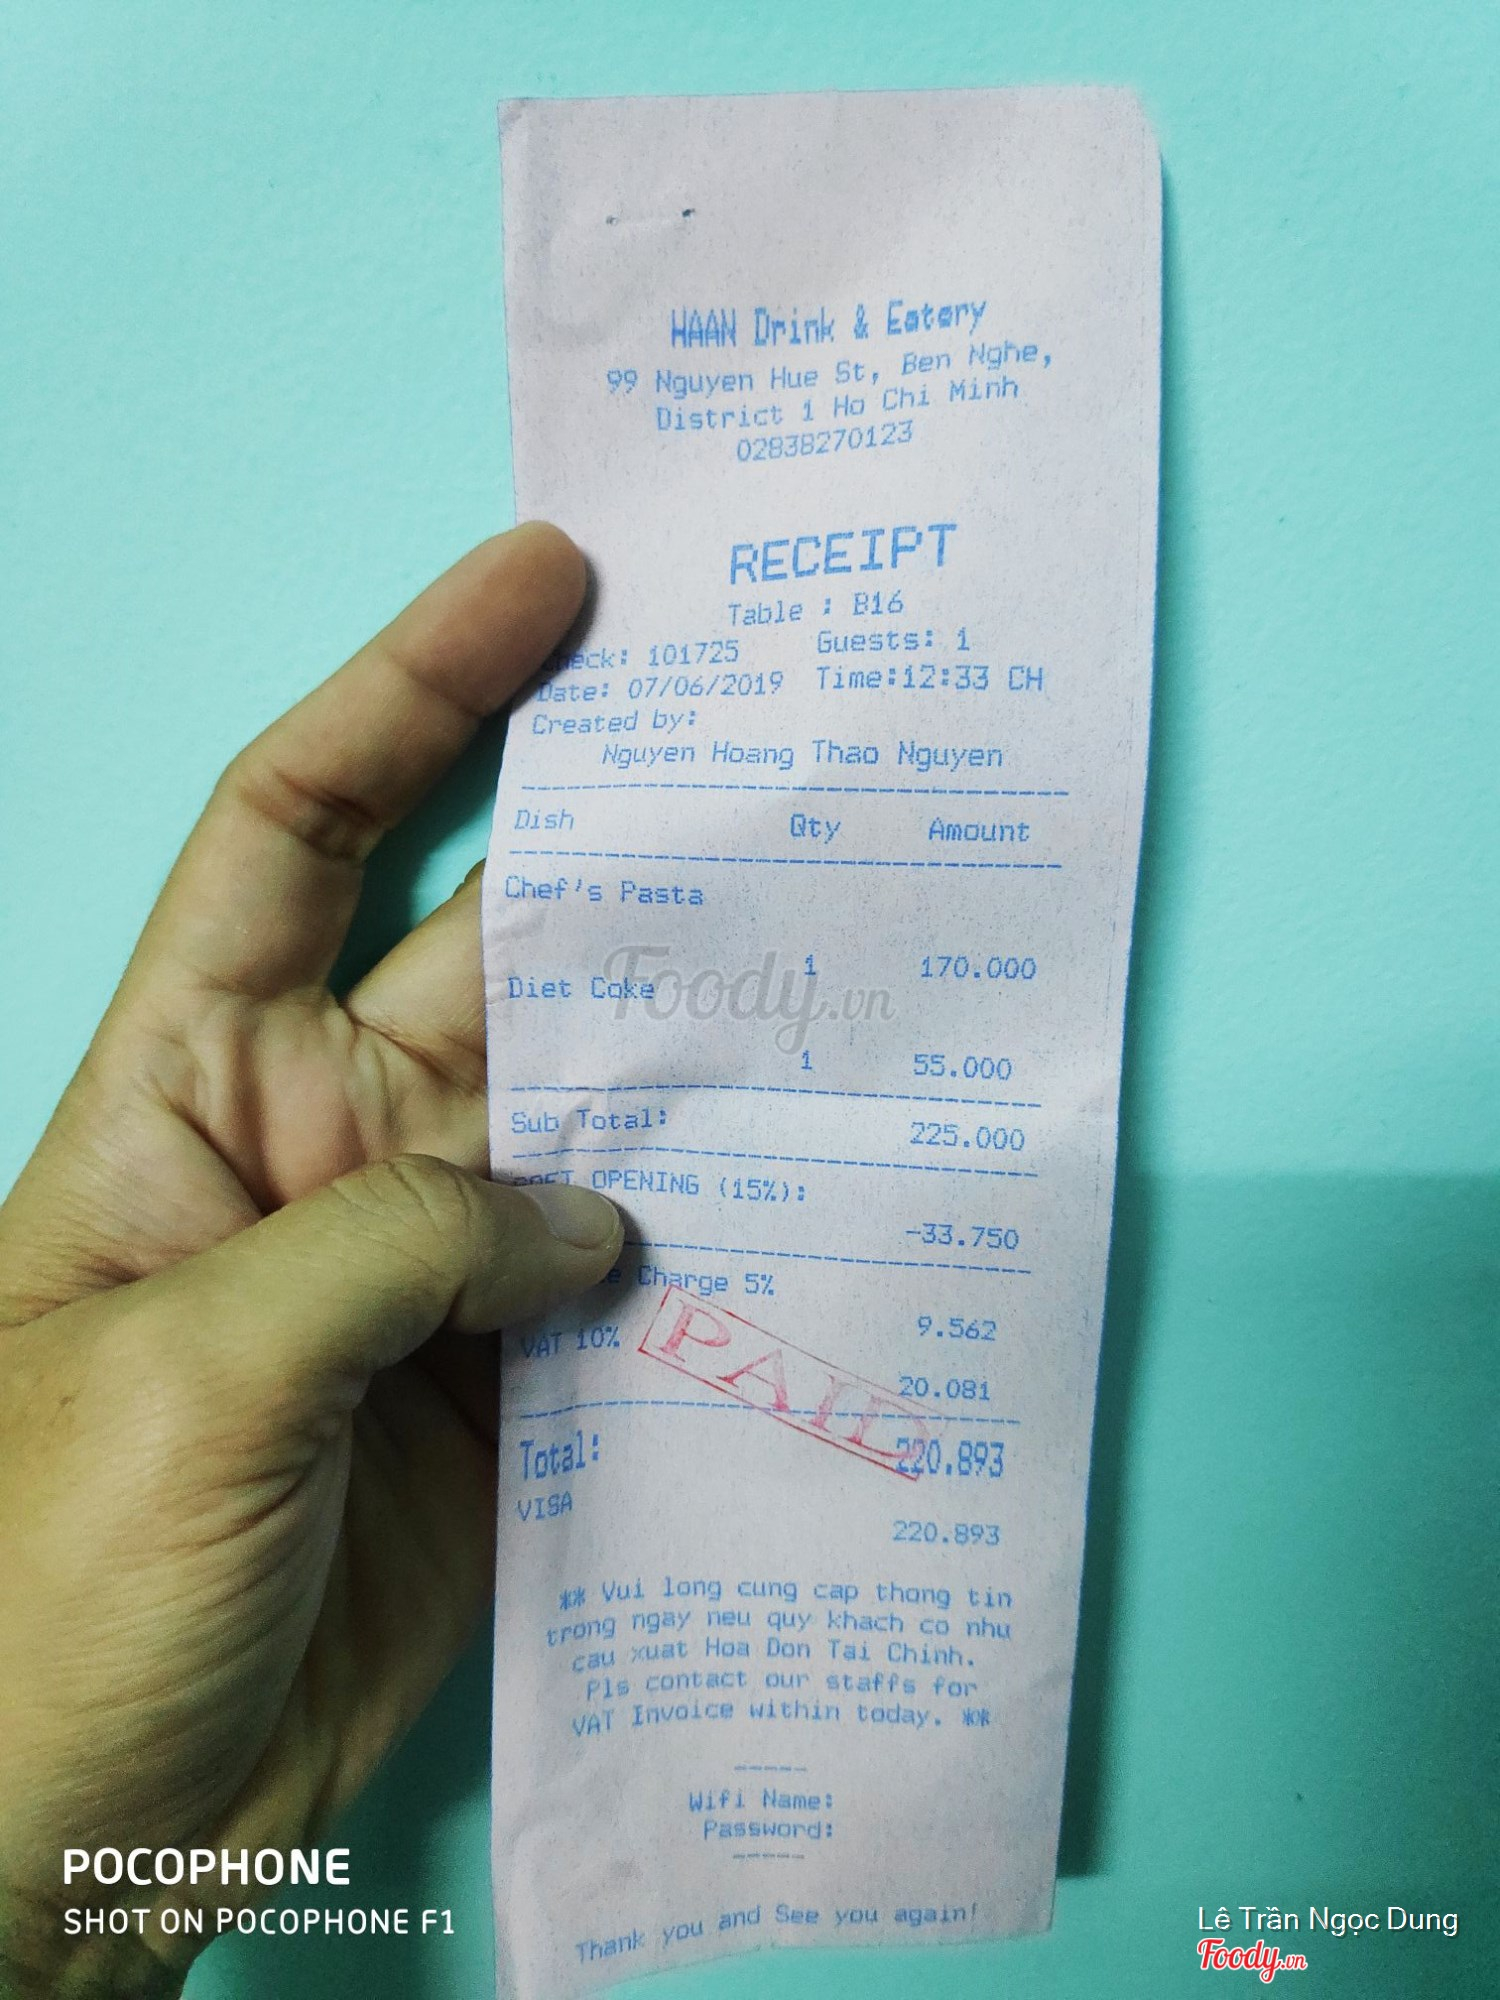 HAAN Drink & Eatery
99 Nguyen Hue St, Ben Nghe,
District 1 Ho Chi Minh
02838270123
RECEIPT
Table : B16
Check: 101725 Guests: 1
Date: 07/06/2019 Time:12:33 CH
Created by:
Nguyen Hoang Thao Nguyen
Dish Qty Amount
Chef's Pasta
1 170.000
Diet Coke
1 55.000
Sub Total: 225.000
OPENING (15%):
-33.750
Charge 5%
9.562
VAT 10%
20.081
PAID
Total: 220.893
VISA
220.893
** Vui long cung cap thong tin
trong ngay neu quy khach co nhu
cau xuat Hoa Don Tai Chinh.
Pls contact our staffs for
VAT Invoice within today. **
-----
Wifi Name:
Password:
-----
Thank you and See you again!
Foody.vn
POCOPHONE
SHOT ON POCOPHONE F1
Lê Trần Ngọc Dung
Foody.vn